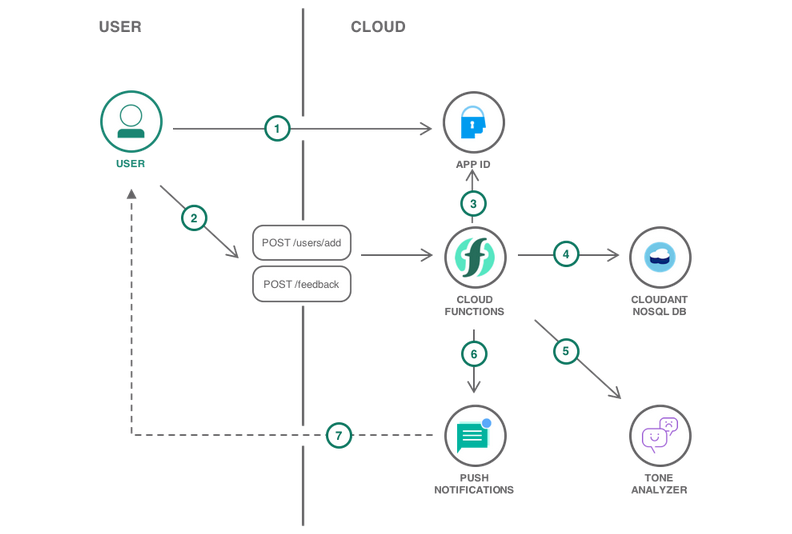 USER
CLOUD
1
USER
APP ID
2
3
POST /users/add
POST /feedback
4
CLOUD
FUNCTIONS
CLOUDANT
NOSQL DB
6
5
7
PUSH
NOTIFICATIONS
TONE
ANALYZER